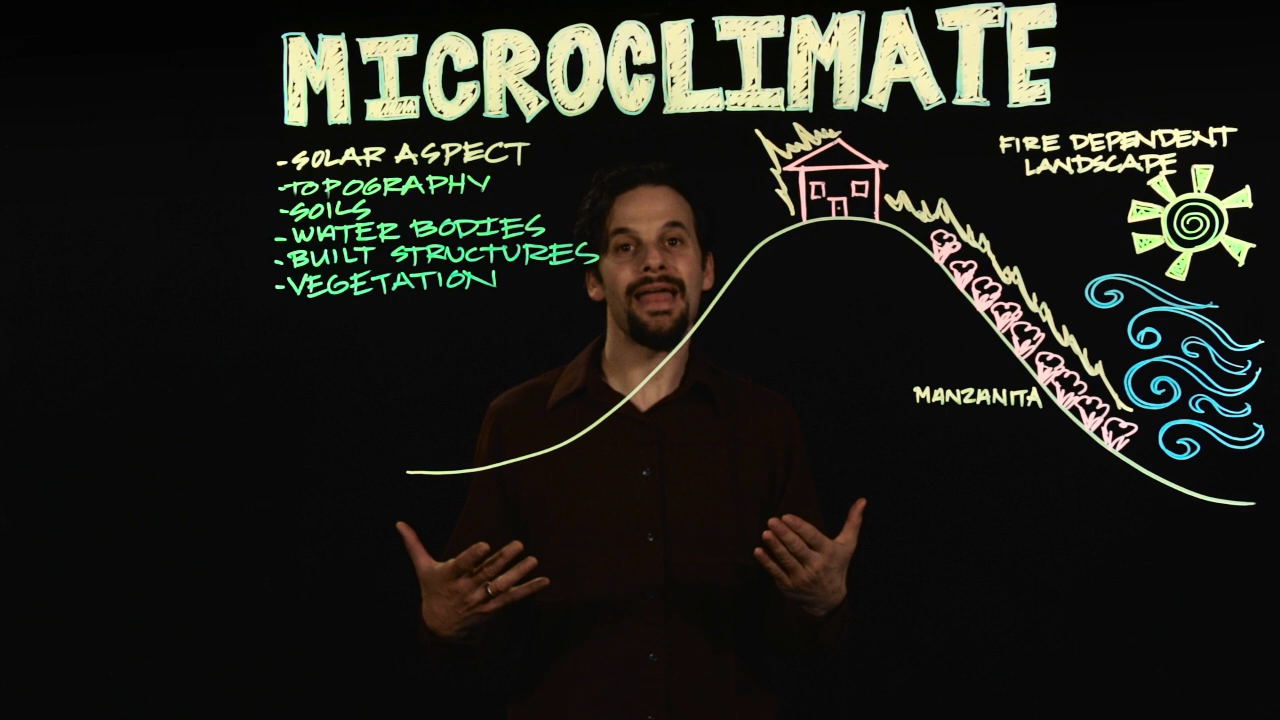 MICROCLIMATE
-SOLAR ASPECT
-TOPOGRAPHY
-SOILS
-WATER BODIES
-BUILT STRUCTURES
-VEGETATION
FIRE DEPENDENT
LANDSCAPE
MANZANITA